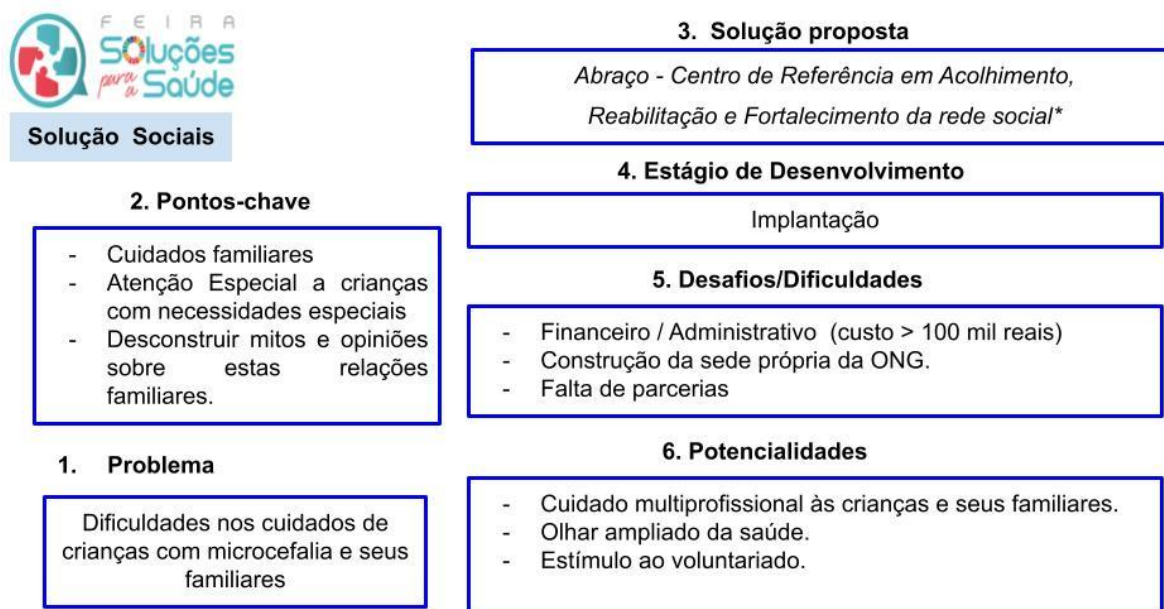 FEIRA
SOluções
para a
Saúde
Solução Sociais
2. Pontos-chave
- Cuidados familiares
- Atenção Especial a crianças
com necessidades especiais
- Desconstruir mitos e opiniões
sobre estas relações
familiares.
1. Problema
Dificuldades nos cuidados de
crianças com microcefalia e seus
familiares
3. Solução proposta
Abraço - Centro de Referência em Acolhimento,
Reabilitação e Fortalecimento da rede social*
4. Estágio de Desenvolvimento
Implantação
5. Desafios/Dificuldades
- Financeiro / Administrativo (custo > 100 mil reais)
- Construção da sede própria da ONG.
- Falta de parcerias
6. Potencialidades
- Cuidado multiprofissional às crianças e seus familiares.
- Olhar ampliado da saúde.
- Estímulo ao voluntariado.